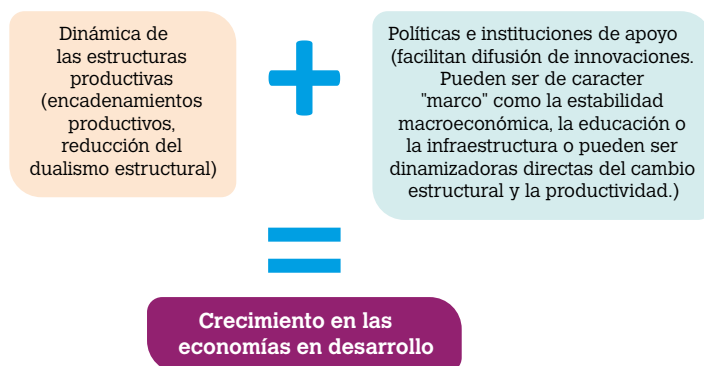 Dinámica de
las estructuras
productivas
(encadenamientos
productivos,
reducción del
dualismo estructural)
+
Políticas e instituciones de apoyo
(facilitan difusión de innovaciones.
Pueden ser de caracter
"marco" como la estabilidad
macroeconómica, la educación o
la infraestructura o pueden ser
dinamizadoras directas del cambio
estructural y la productividad.)
=
Crecimiento en las
economías en desarrollo